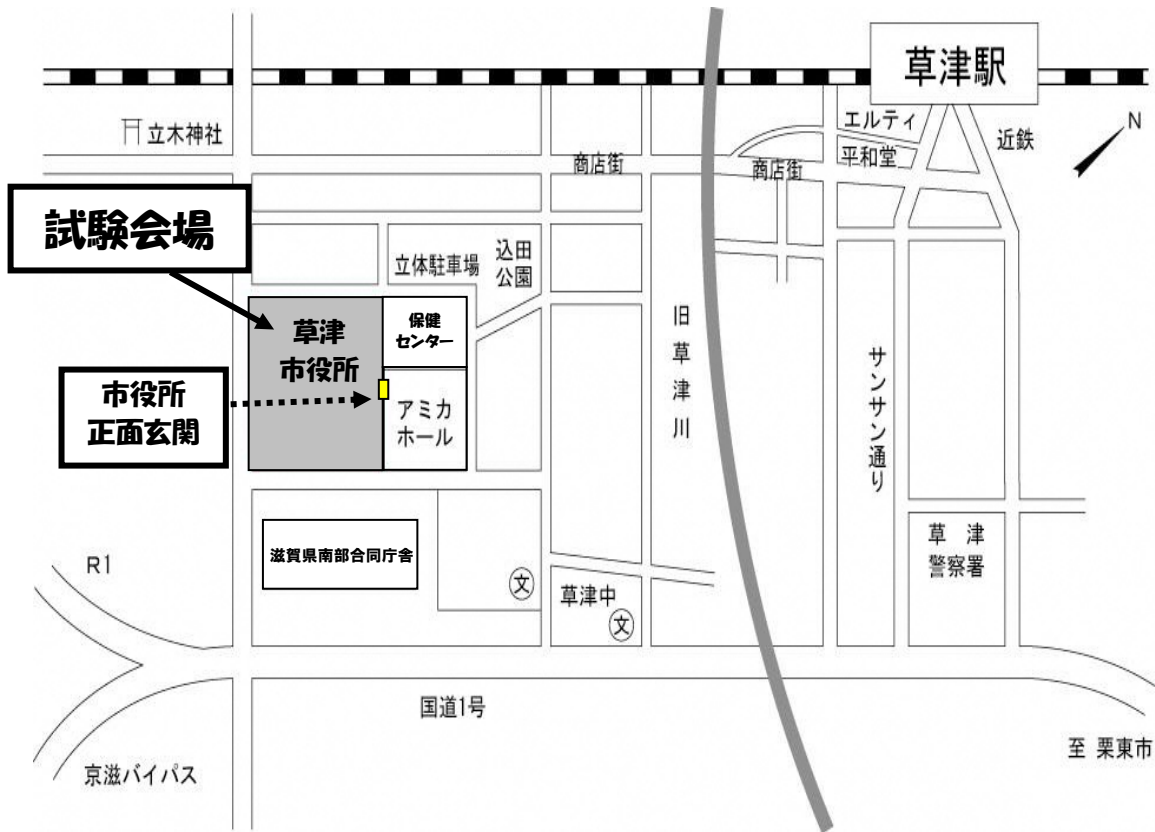 草津駅
エルティ
近鉄
N
立木神社
平和堂
商店街
商店街
試験会場
立体駐車場
込田
公園
草津
市役所
保健
センター
旧草津川
サンサン通り
市役所
正面玄関
アミカ
ホール
滋賀県南部合同庁舎
草津
警察署
R1
文
草津中
文
国道1号
至 栗東市
京滋バイパス